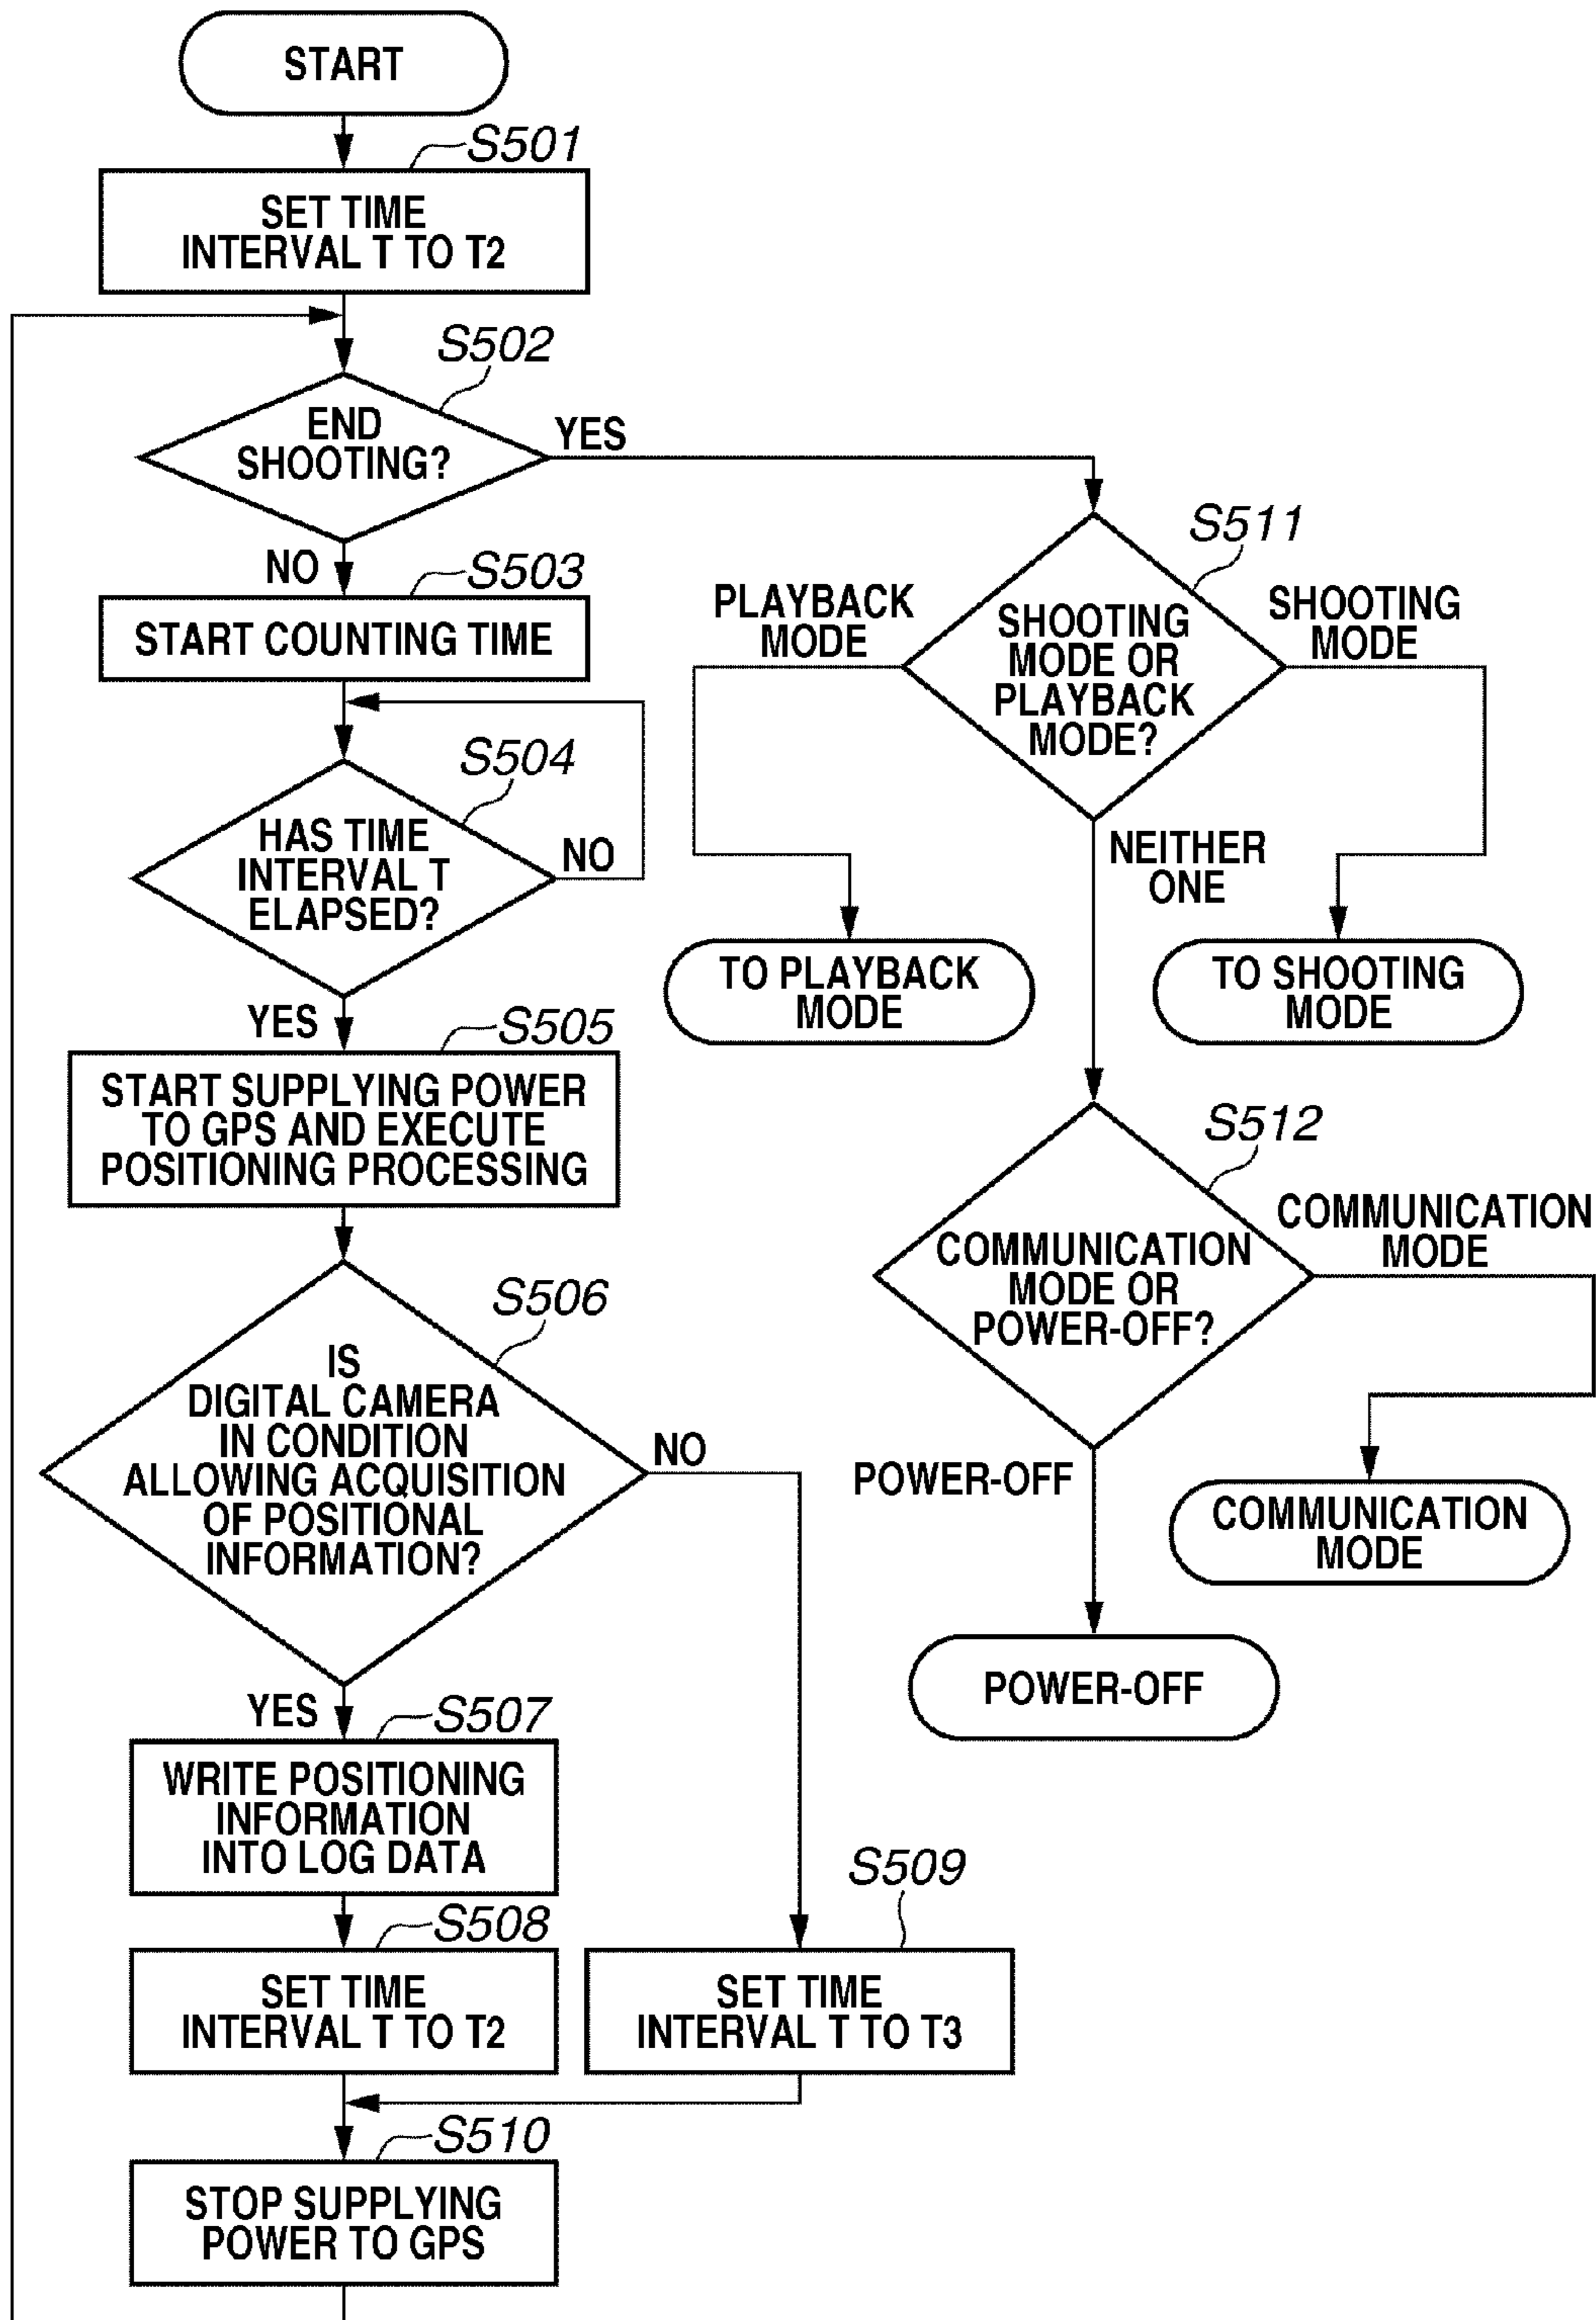 START
S501
SET TIME
INTERVAL T TO T2
S502
END
SHOOTING?
YES
NO
S503
START COUNTING TIME
S504
HAS TIME
INTERVAL T
ELAPSED?
NO
YES
S505
START SUPPLYING POWER
TO GPS AND EXECUTE
POSITIONING PROCESSING
S506
IS
DIGITAL CAMERA
IN CONDITION
ALLOWING ACQUISITION
OF POSITIONAL
INFORMATION?
NO
YES
S507
WRITE POSITIONING
INFORMATION
INTO LOG DATA
S508
SET TIME
INTERVAL T TO T2
S509
SET TIME
INTERVAL T TO T3
S510
STOP SUPPLYING
POWER TO GPS
S511
SHOOTING
MODE OR
PLAYBACK
MODE?
PLAYBACK
MODE
SHOOTING
MODE
NEITHER
ONE
TO PLAYBACK
MODE
TO SHOOTING
MODE
S512
COMMUNICATION
MODE OR
POWER-OFF?
COMMUNICATION
MODE
POWER-OFF
COMMUNICATION
MODE
POWER-OFF